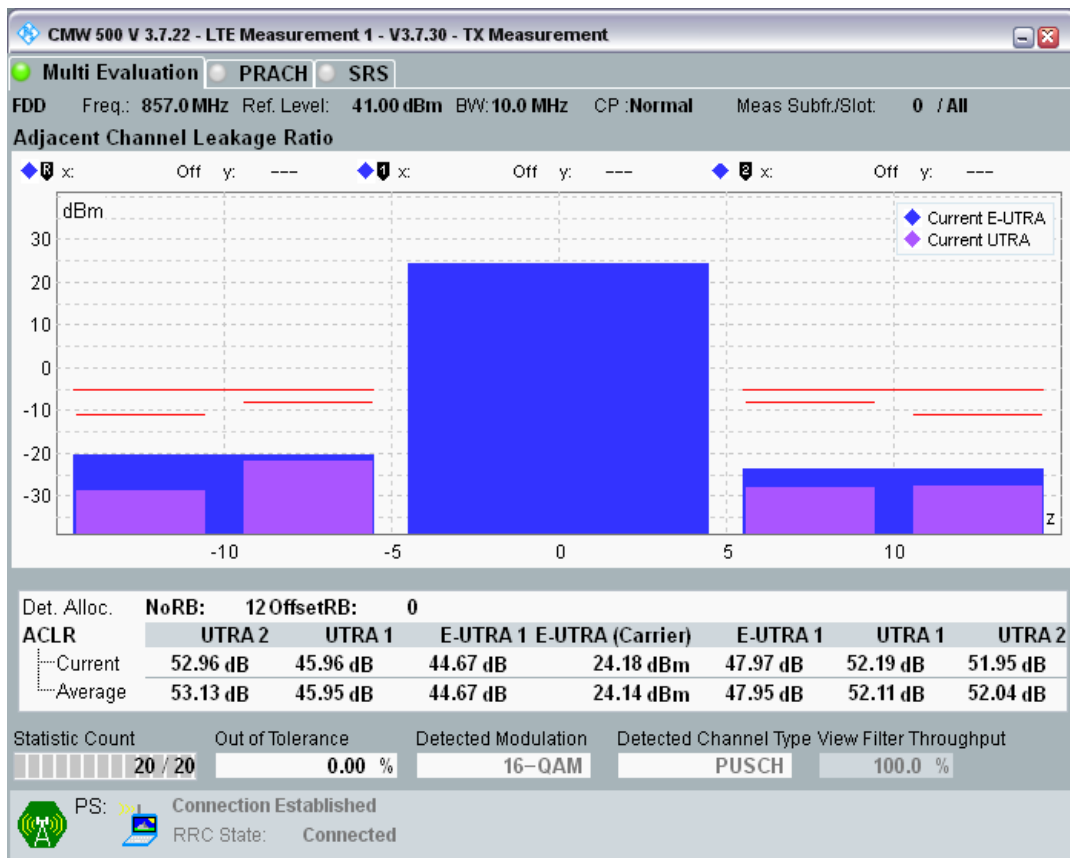 CMW 500 V 3.7.22 - LTE Measurement 1 - V3.7.30 - TX Measurement
Multi Evaluation PRACH SRS
FDD Freq.: 857.0 MHz Ref. Level: 41.00 dBm BW: 10.0 MHz CP :Normal Meas Subfr./Slot: 0 / All
Adjacent Channel Leakage Ratio
R x: Off y: --- 1 x: Off y: --- 2 x: Off y: ---
dBm
Current E-UTRA
Current UTRA
30
20
10
0
-10
-20
-30
z
-10 -5 0 5 10
Det. Alloc. NoRB: 12 OffsetRB: 0
ACLR UTRA 2 UTRA 1 E-UTRA 1 E-UTRA (Carrier) E-UTRA 1 UTRA 1 UTRA 2
Current 52.96 dB 45.96 dB 44.67 dB 24.18 dBm 47.97 dB 52.19 dB 51.95 dB
Average 53.13 dB 45.95 dB 44.67 dB 24.14 dBm 47.95 dB 52.11 dB 52.04 dB
Statistic Count Out of Tolerance Detected Modulation Detected Channel Type View Filter Throughput
20 / 20 0.00 % 16-QAM PUSCH 100.0 %
PS: Connection Established
RRC State: Connected